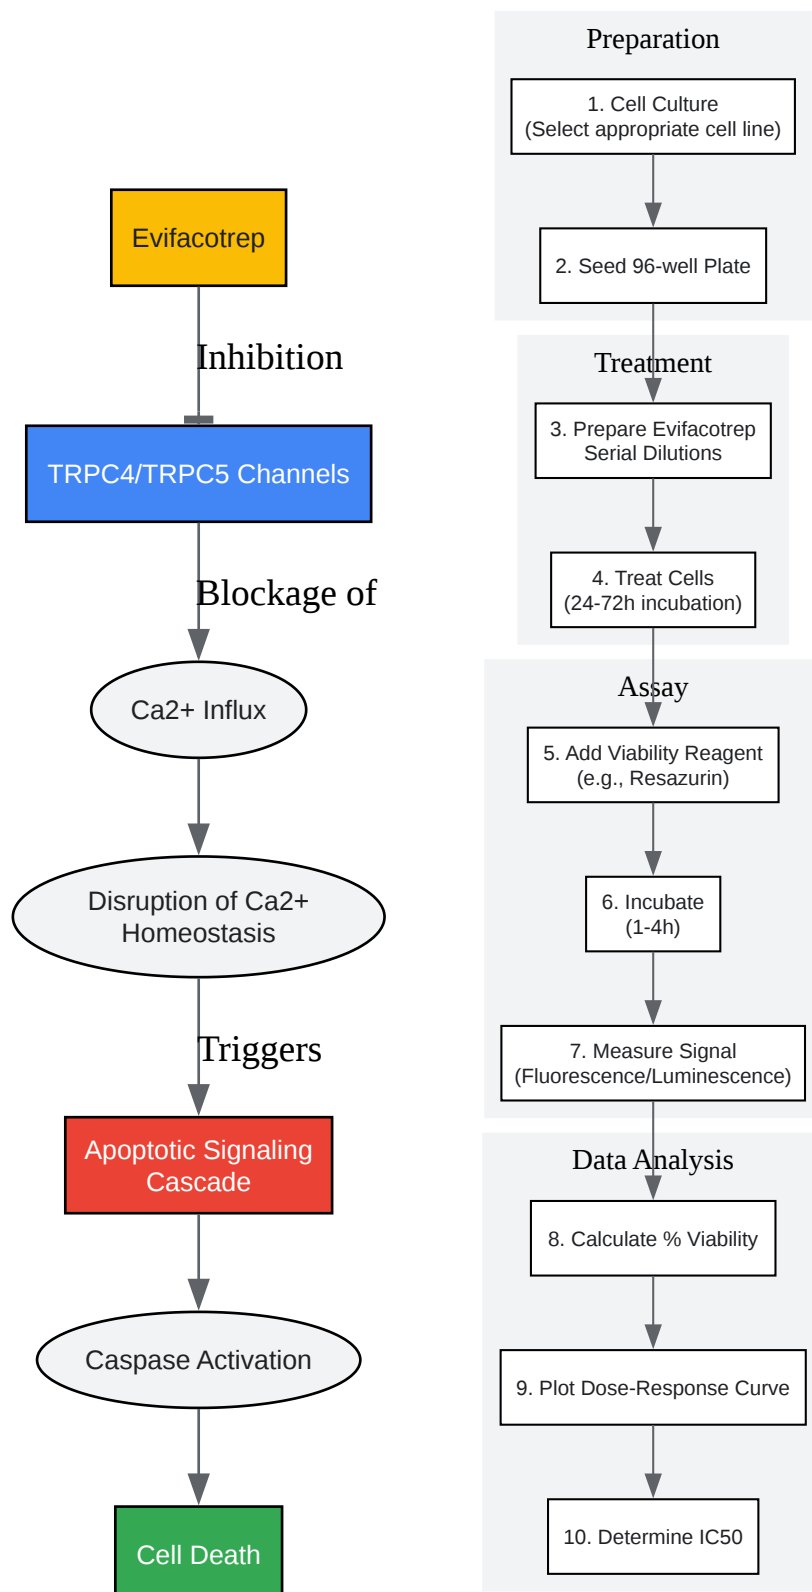 Evifacotrep
Inhibition
TRPC4/TRPC5 Channels
Blockage of
Ca2+ Influx
Disruption of Ca2+
Homeostasis
Triggers
Apoptotic Signaling
Cascade
Caspase Activation
Cell Death
Preparation
1. Cell Culture
(Select appropriate cell line)
2. Seed 96-well Plate
Treatment
3. Prepare Evifacotrep
Serial Dilutions
4. Treat Cells
(24-72h incubation)
Assay
5. Add Viability Reagent
(e.g., Resazurin)
6. Incubate
(1-4h)
7. Measure Signal
(Fluorescence/Luminescence)
Data Analysis
8. Calculate % Viability
9. Plot Dose-Response Curve
10. Determine IC50